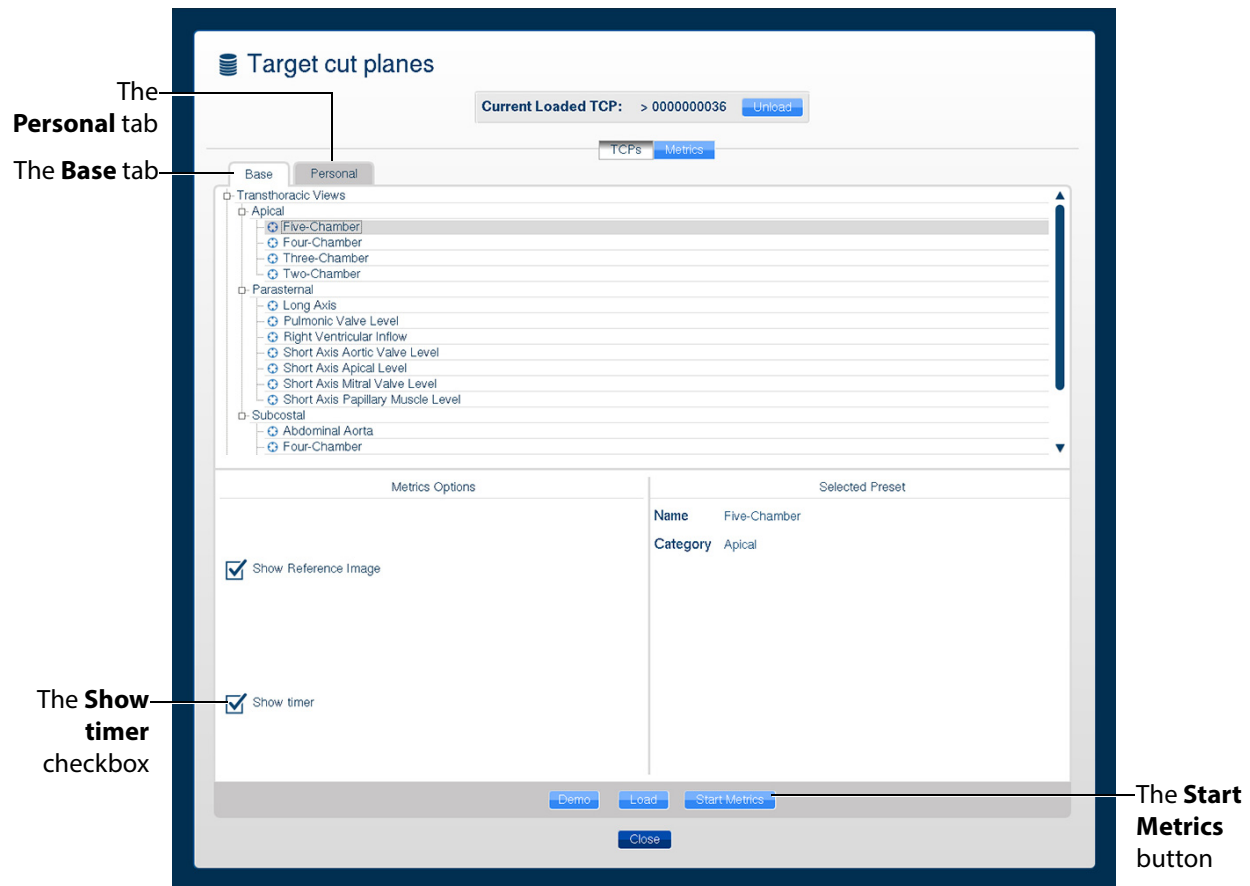 Target cut planes
The
Personal tab
Current Loaded TCP: > 0000000036 Unload
TCPs Metrics
The Base tab
Base Personal
Transthoracic Views
Apical
Five-Chamber
Four-Chamber
Three-Chamber
Two-Chamber
Parasternal
Long Axis
Pulmonic Valve Level
Right Ventricular Inflow
Short Axis Aortic Valve Level
Short Axis Apical Level
Short Axis Mitral Valve Level
Short Axis Papillary Muscle Level
Subcostal
Abdominal Aorta
Four-Chamber
Metrics Options
Selected Preset
Name Five-Chamber
Category Apical
Show Reference Image
Show timer
The Show
timer
checkbox
Demo Load Start Metrics
The Start
Metrics
button
Close